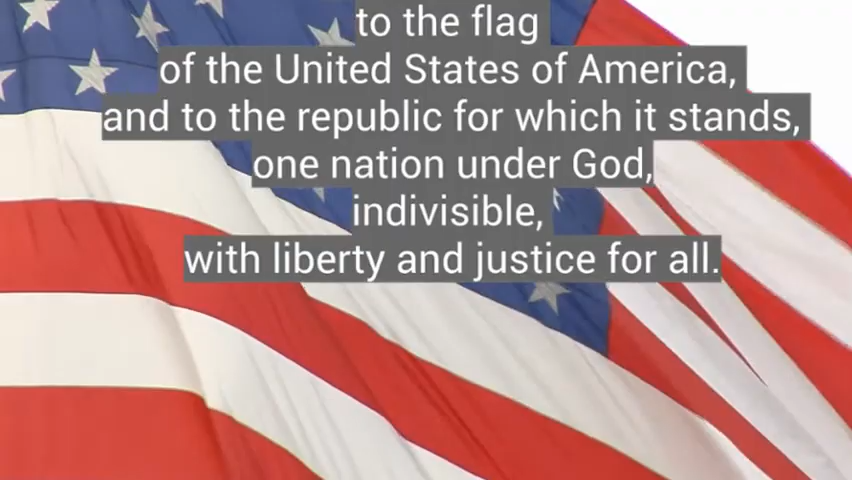 to the flag
of the United States of America,
and to the republic for which it stands,
one nation under God,
indivisible,
with liberty and justice for all.